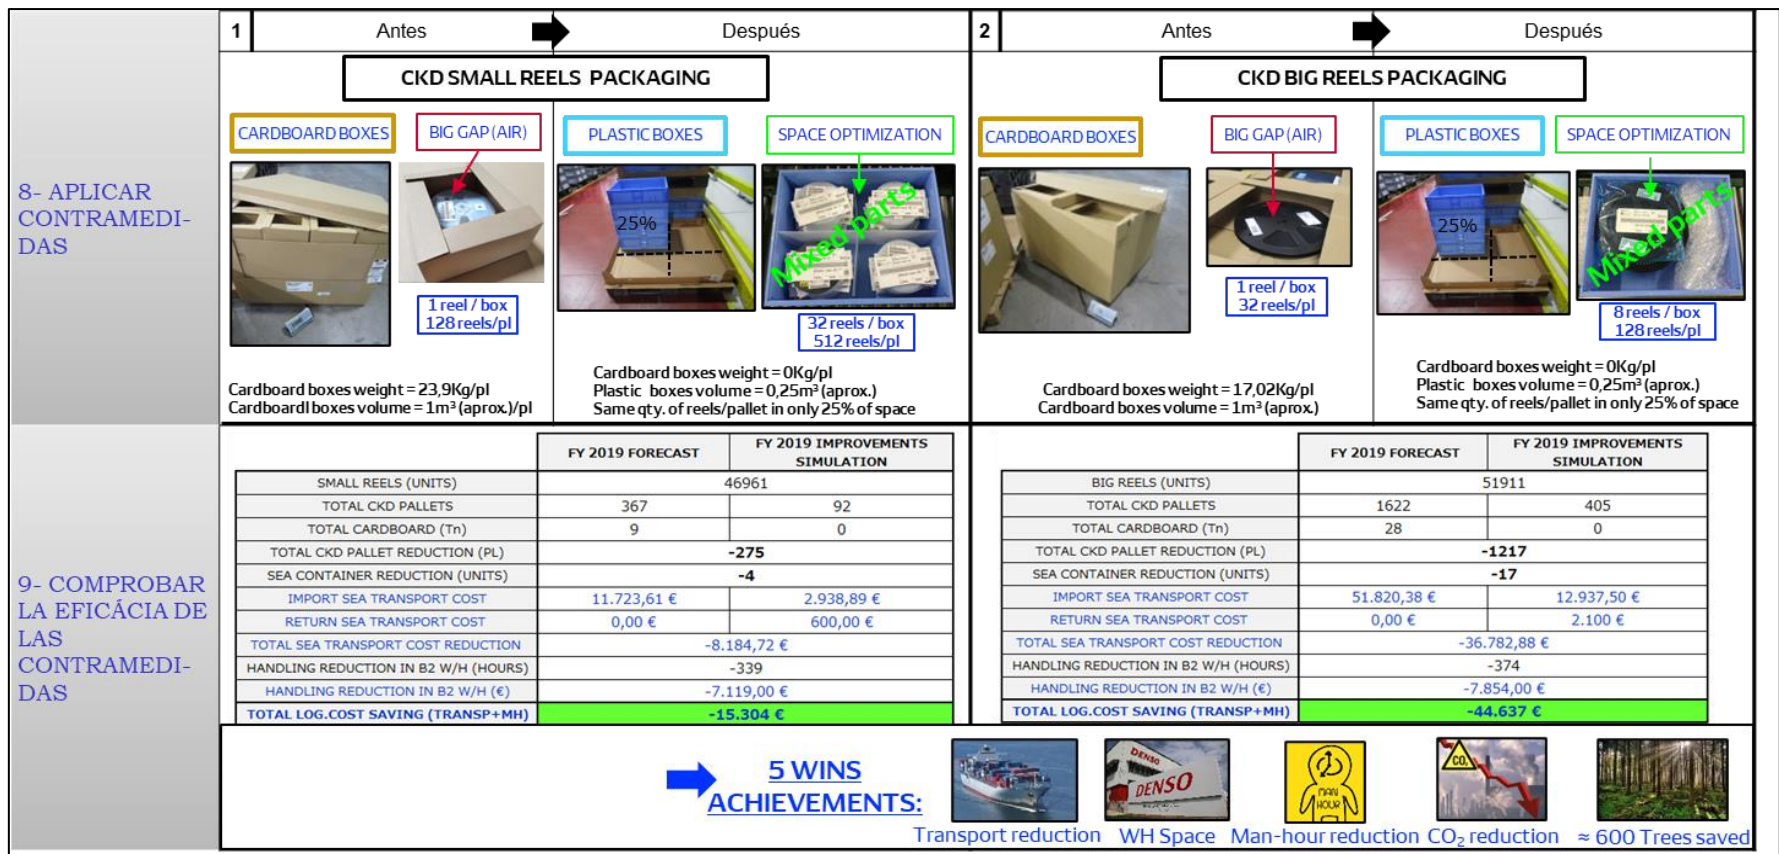 1
Antes
Después
2
Antes
Después
8- APLICAR
CONTRAMEDI-
DAS
CKD SMALL REELS PACKAGING
CARDBOARD BOXES
BIG GAP (AIR)
PLASTIC BOXES
SPACE OPTIMIZATION
25%
Mixed parts
1 reel / box
128 reels/pl
32 reels / box
512 reels/pl
Cardboard boxes weight = 23,9Kg/pl
Cardboardl boxes volume = 1m³ (aprox.)/pl
Cardboard boxes weight = 0Kg/pl
Plastic boxes volume = 0,25m³ (aprox.)
Same qty. of reels/pallet in only 25% of space
CKD BIG REELS PACKAGING
CARDBOARD BOXES
BIG GAP (AIR)
PLASTIC BOXES
SPACE OPTIMIZATION
25%
Mixed parts
1 reel / box
32 reels/pl
8 reels / box
128 reels/pl
Cardboard boxes weight = 17,02Kg/pl
Cardboard boxes volume = 1m³ (aprox.)
Cardboard boxes weight = 0Kg/pl
Plastic boxes volume = 0,25m³ (aprox.)
Same qty. of reels/pallet in only 25% of space
9- COMPROBAR
LA EFICÁCIA DE
LAS
CONTRAMEDI-
DAS
FY 2019 FORECAST
FY 2019 IMPROVEMENTS
SIMULATION
SMALL REELS (UNITS) 46961
TOTAL CKD PALLETS 367 92
TOTAL CARDBOARD (Tn) 9 0
TOTAL CKD PALLET REDUCTION (PL) -275
SEA CONTAINER REDUCTION (UNITS) -4
IMPORT SEA TRANSPORT COST 11.723,61 € 2.938,89 €
RETURN SEA TRANSPORT COST 0,00 € 600,00 €
TOTAL SEA TRANSPORT COST REDUCTION -8.184,72 €
HANDLING REDUCTION IN B2 W/H (HOURS) -339
HANDLING REDUCTION IN B2 W/H (€) -7.119,00 €
TOTAL LOG.COST SAVING (TRANSP+MH) -15.304 €
FY 2019 FORECAST
FY 2019 IMPROVEMENTS
SIMULATION
BIG REELS (UNITS) 51911
TOTAL CKD PALLETS 1622 405
TOTAL CARDBOARD (Tn) 28 0
TOTAL CKD PALLET REDUCTION (PL) -1217
SEA CONTAINER REDUCTION (UNITS) -17
IMPORT SEA TRANSPORT COST 51.820,38 € 12.937,50 €
RETURN SEA TRANSPORT COST 0,00 € 2.100 €
TOTAL SEA TRANSPORT COST REDUCTION -36.782,88 €
HANDLING REDUCTION IN B2 W/H (HOURS) -374
HANDLING REDUCTION IN B2 W/H (€) -7.854,00 €
TOTAL LOG.COST SAVING (TRANSP+MH) -44.637 €
5 WINS
ACHIEVEMENTS:
DENSO
DENSO
MAN
HOUR
CO₂
Transport reduction
WH Space
Man-hour reduction
CO₂ reduction
≈ 600 Trees saved